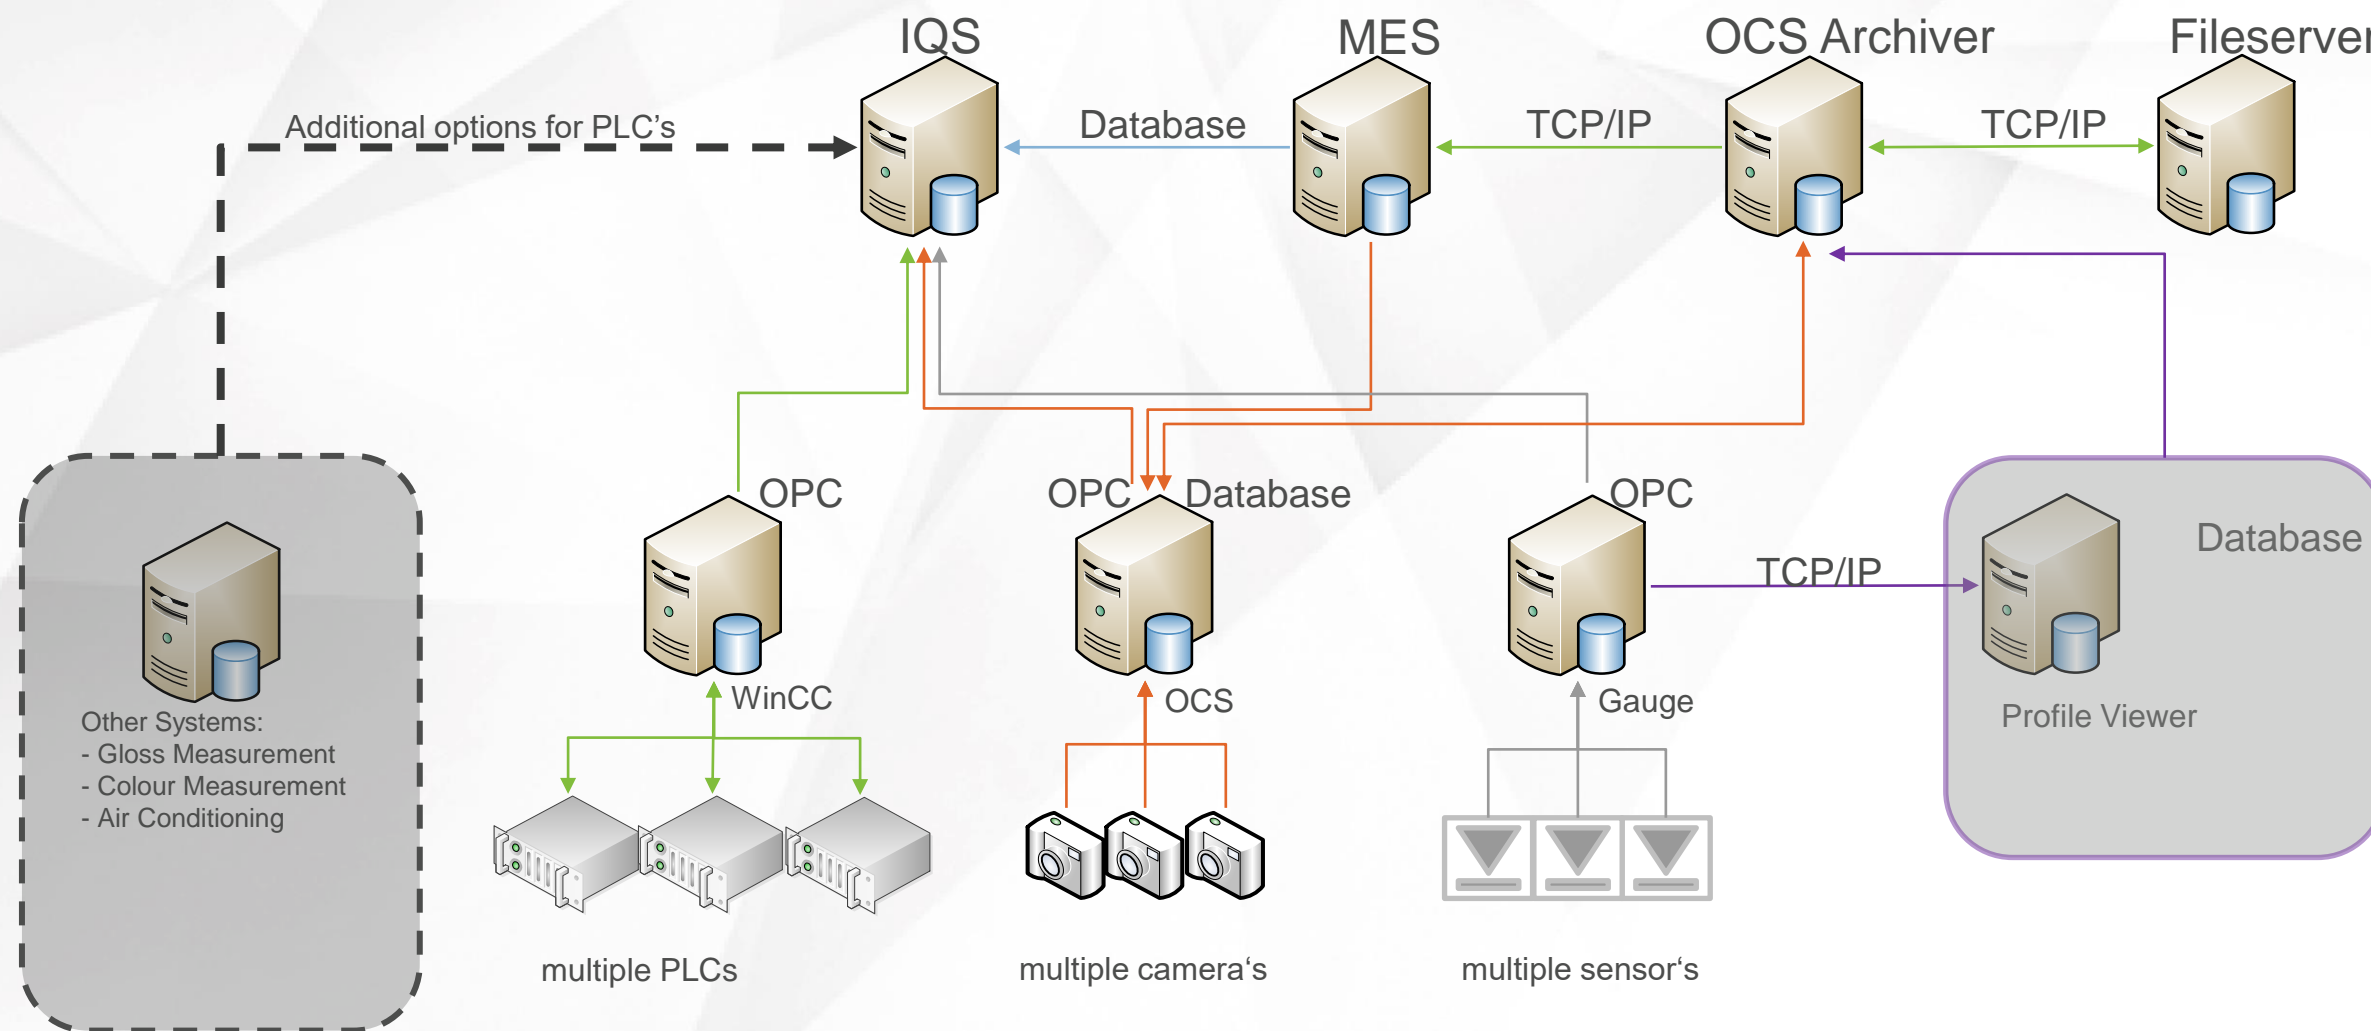 IQS
MES
OCS Archiver
Fileserver
Additional options for PLC’s
Database
TCP/IP
TCP/IP
OPC
OPC
Database
OPC
Database
TCP/IP
WinCC
OCS
Gauge
Other Systems:
- Gloss Measurement
- Colour Measurement
- Air Conditioning
Profile Viewer
multiple PLCs
multiple camera‘s
multiple sensor‘s